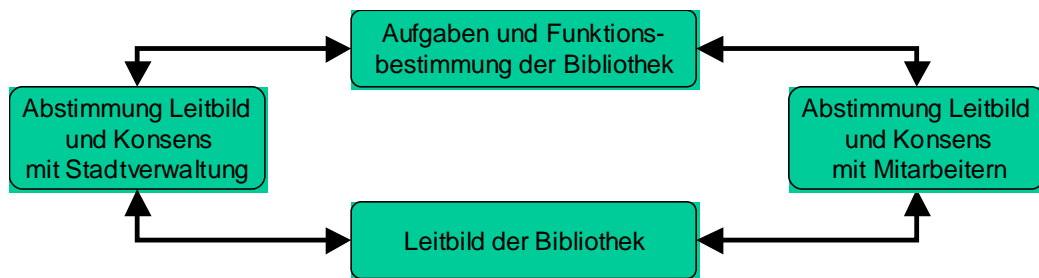 Aufgaben und Funktions-
bestimmung der Bibliothek
Abstimmung Leitbild
und Konsens
mit Stadtverwaltung
Abstimmung Leitbild
und Konsens
mit Mitarbeitern
Leitbild der Bibliothek